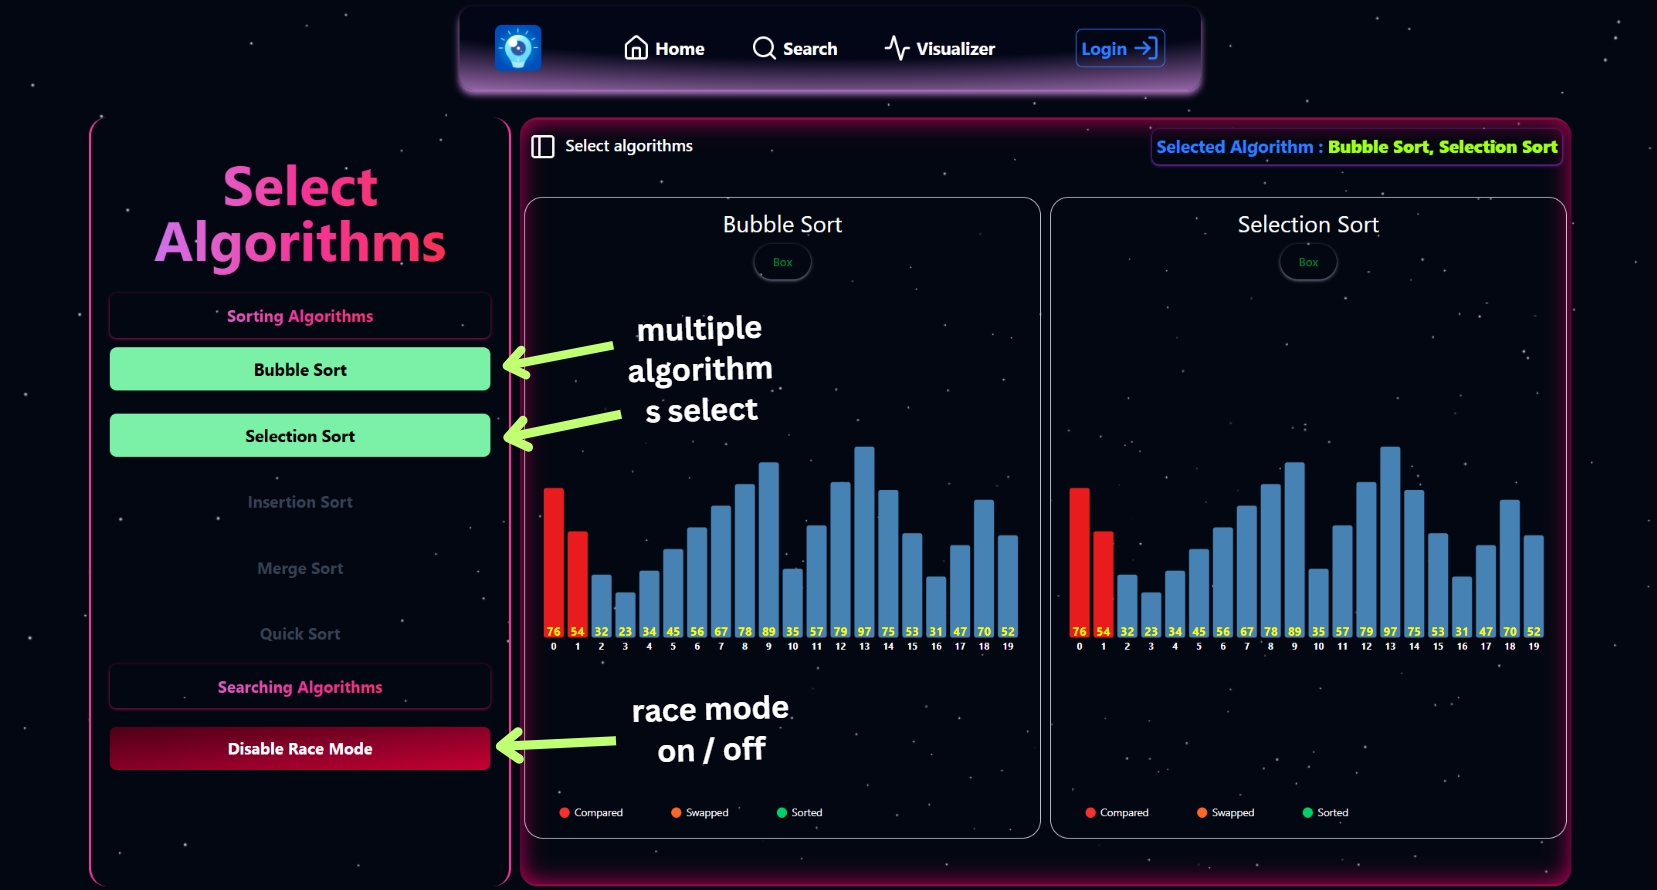 Home Search Visualizer Login
Select
Algorithms
Sorting Algorithms
Bubble Sort
Selection Sort
Insertion Sort
Merge Sort
Quick Sort
Searching Algorithms
Disable Race Mode
Select algorithms
Selected Algorithm : Bubble Sort, Selection Sort
Bubble Sort
Box
multiple
algorithm
s select
76 54 32 23 34 45 56 67 78 89 35 57 79 97 75 53 31 47 70 52
0 1 2 3 4 5 6 7 8 9 10 11 12 13 14 15 16 17 18 19
race mode
on / off
Compared Swapped Sorted
Selection Sort
Box
76 54 32 23 34 45 56 67 78 89 35 57 79 97 75 53 31 47 70 52
0 1 2 3 4 5 6 7 8 9 10 11 12 13 14 15 16 17 18 19
Compared Swapped Sorted